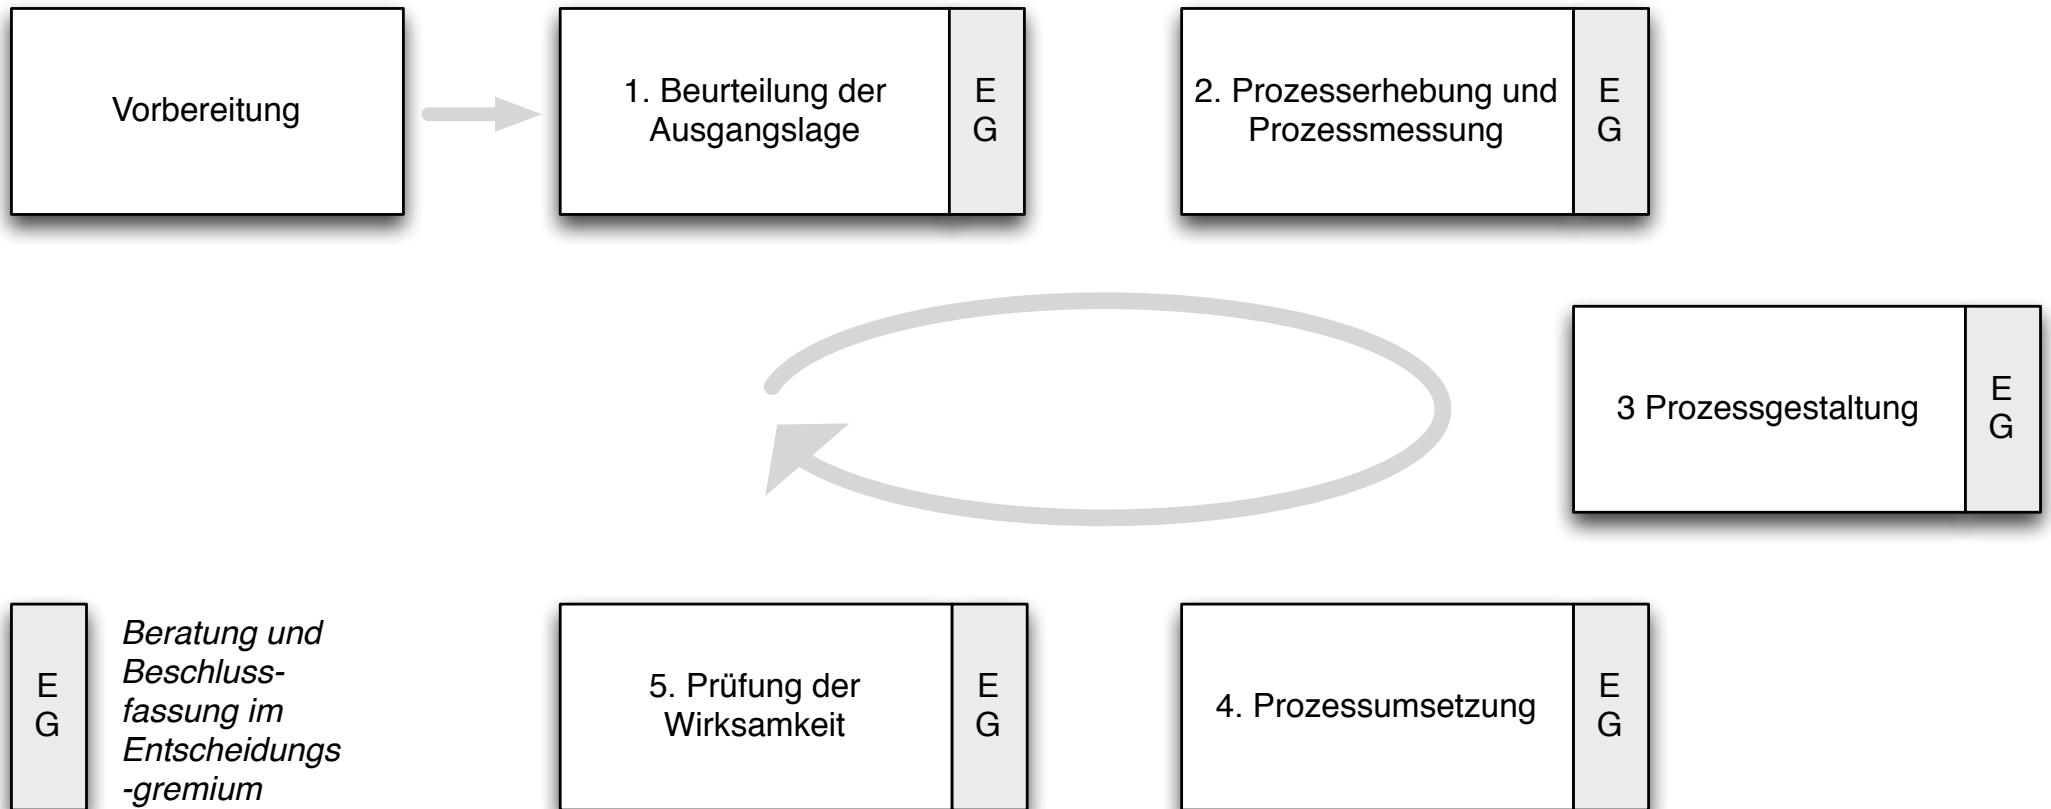 Vorbereitung
1. Beurteilung der
Ausgangslage
E
G
2. Prozesserhebung und
Prozessmessung
E
G
3 Prozessgestaltung
E
G
E
G
Beratung und
Beschluss-
fassung im
Entscheidungs
-gremium
5. Prüfung der
Wirksamkeit
E
G
4. Prozessumsetzung
E
G